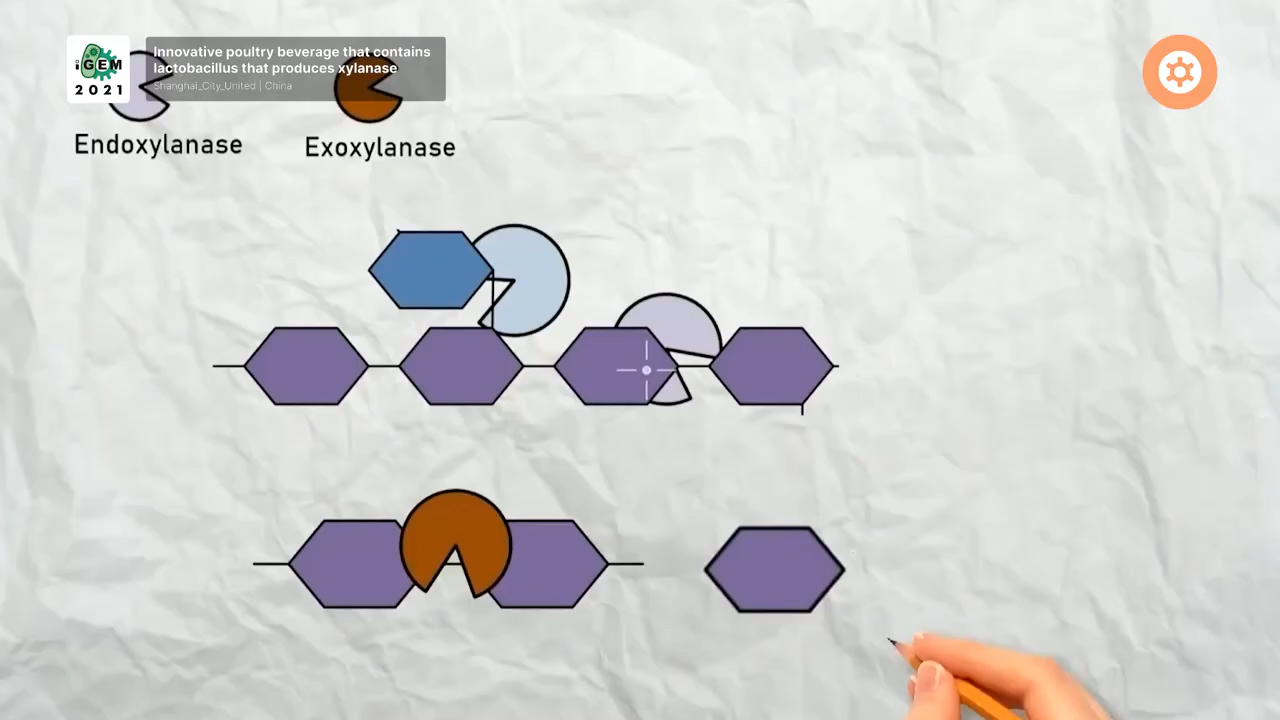 iGEM
2021
Innovative poultry beverage that contains
lactobacillus that produces xylanase
Shanghai_City_United | China
Endoxylanase
Exoxylanase